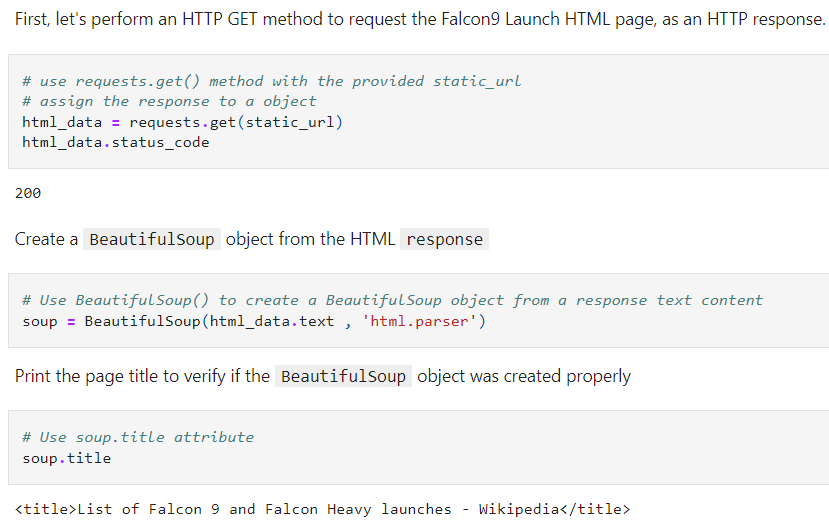 First, let's perform an HTTP GET method to request the Falcon9 Launch HTML page, as an HTTP response.
# use requests.get() method with the provided static_url
# assign the response to a object
html_data = requests.get(static_url)
html_data.status_code
200
Create a BeautifulSoup object from the HTML response
# Use BeautifulSoup() to create a BeautifulSoup object from a response text content
soup = BeautifulSoup(html_data.text , 'html.parser')
Print the page title to verify if the BeautifulSoup object was created properly
# Use soup.title attribute
soup.title
<title>List of Falcon 9 and Falcon Heavy launches - Wikipedia</title>